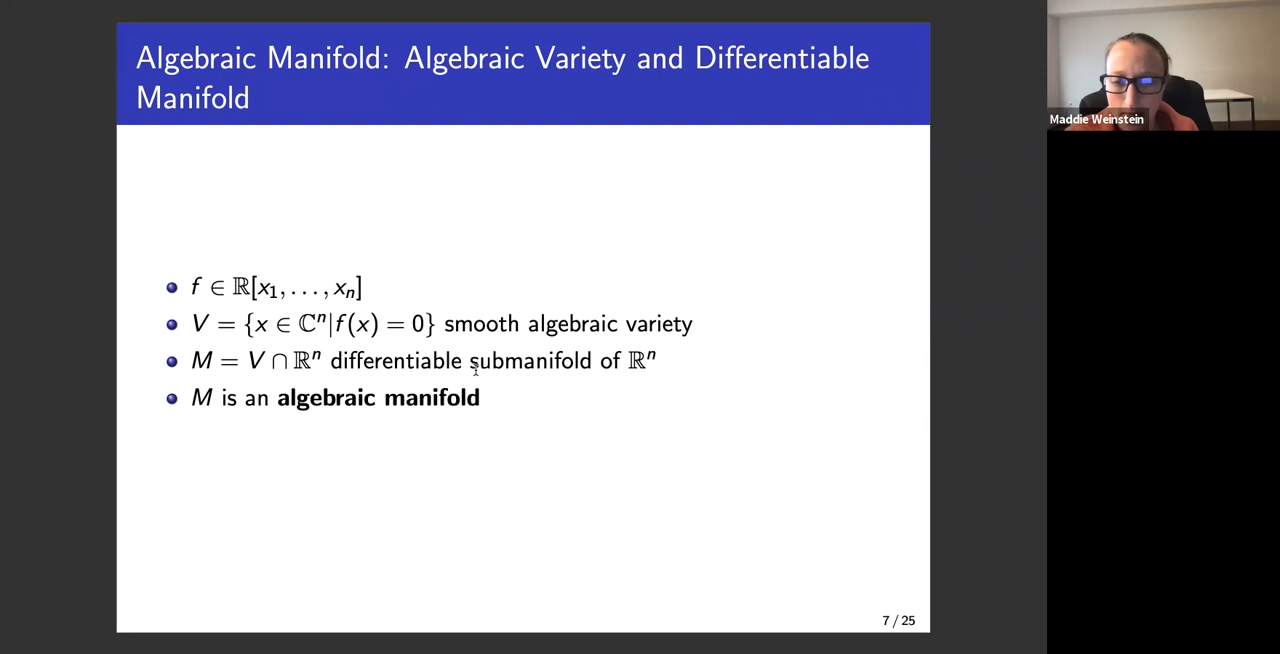 Algebraic Manifold: Algebraic Variety and Differentiable
Manifold
f ∈ ℝ[x₁, . . . , xₙ]
V = {x ∈ ℂⁿ|f(x) = 0} smooth algebraic variety
M = V ∩ ℝⁿ differentiable submanifold of ℝⁿ
M is an algebraic manifold
7 / 25
Maddie Weinstein